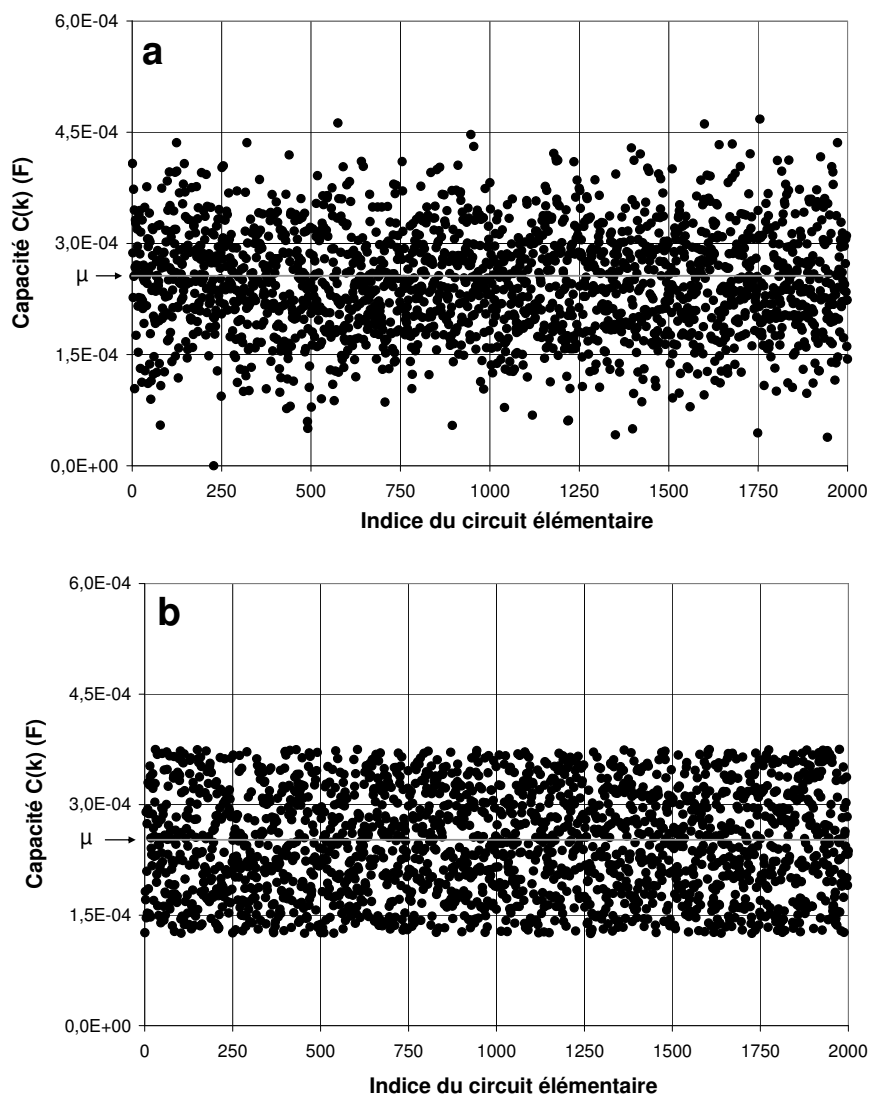 a
6,0E-04
4,5E-04
3,0E-04
1,5E-04
0,0E+00
μ
Capacité C(k) (F)
0 250 500 750 1000 1250 1500 1750 2000
Indice du circuit élémentaire
b
6,0E-04
4,5E-04
3,0E-04
1,5E-04
0,0E+00
μ
Capacité C(k) (F)
0 250 500 750 1000 1250 1500 1750 2000
Indice du circuit élémentaire